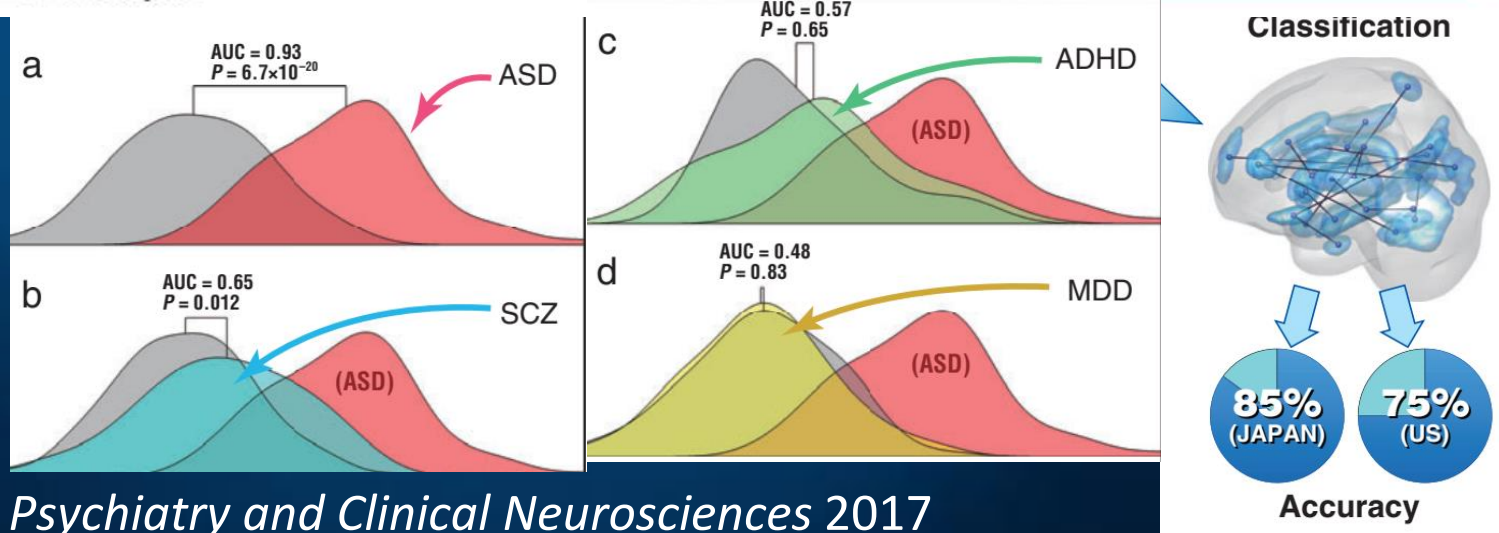 a
AUC = 0.93
P = 6.7×10⁻²⁰
ASD
b
AUC = 0.65
P = 0.012
SCZ
(ASD)
c
AUC = 0.57
P = 0.65
ADHD
(ASD)
d
AUC = 0.48
P = 0.83
MDD
(ASD)
Classification
85%
(JAPAN)
75%
(US)
Accuracy
Psychiatry and Clinical Neurosciences 2017